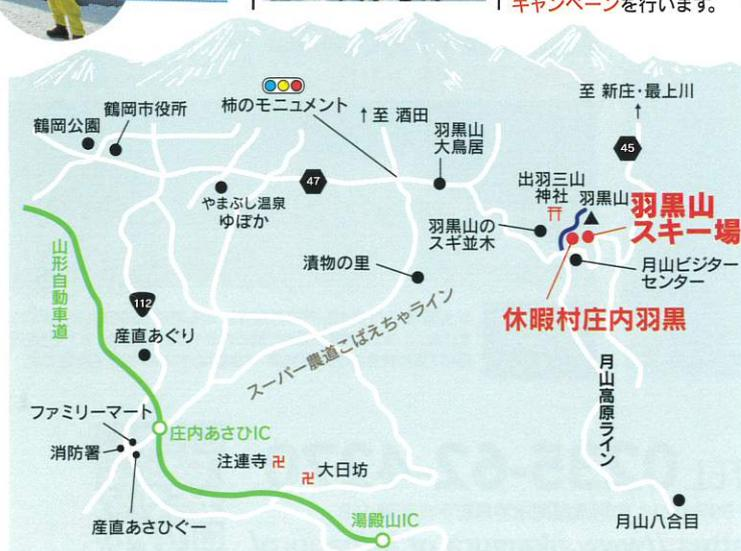 キャンペーンを行います。
鶴岡公園
鶴岡市役所
柿のモニュメント
↑至 酒田
羽黒山
大鳥居
至 新庄・最上川
↑
45
47
やまぶし温泉
ゆぽか
出羽三山
神社
羽黒山
羽黒山
スキー場
羽黒山の
スギ並木
月山ビジター
センター
漬物の里
休暇村庄内羽黒
山形自動車道
112
産直あぐり
スーパー農道こばえちゃライン
月山高原ライン
ファミリーマート
庄内あさひIC
消防署
注連寺
大日坊
産直あさひぐー
湯殿山IC
月山八合目